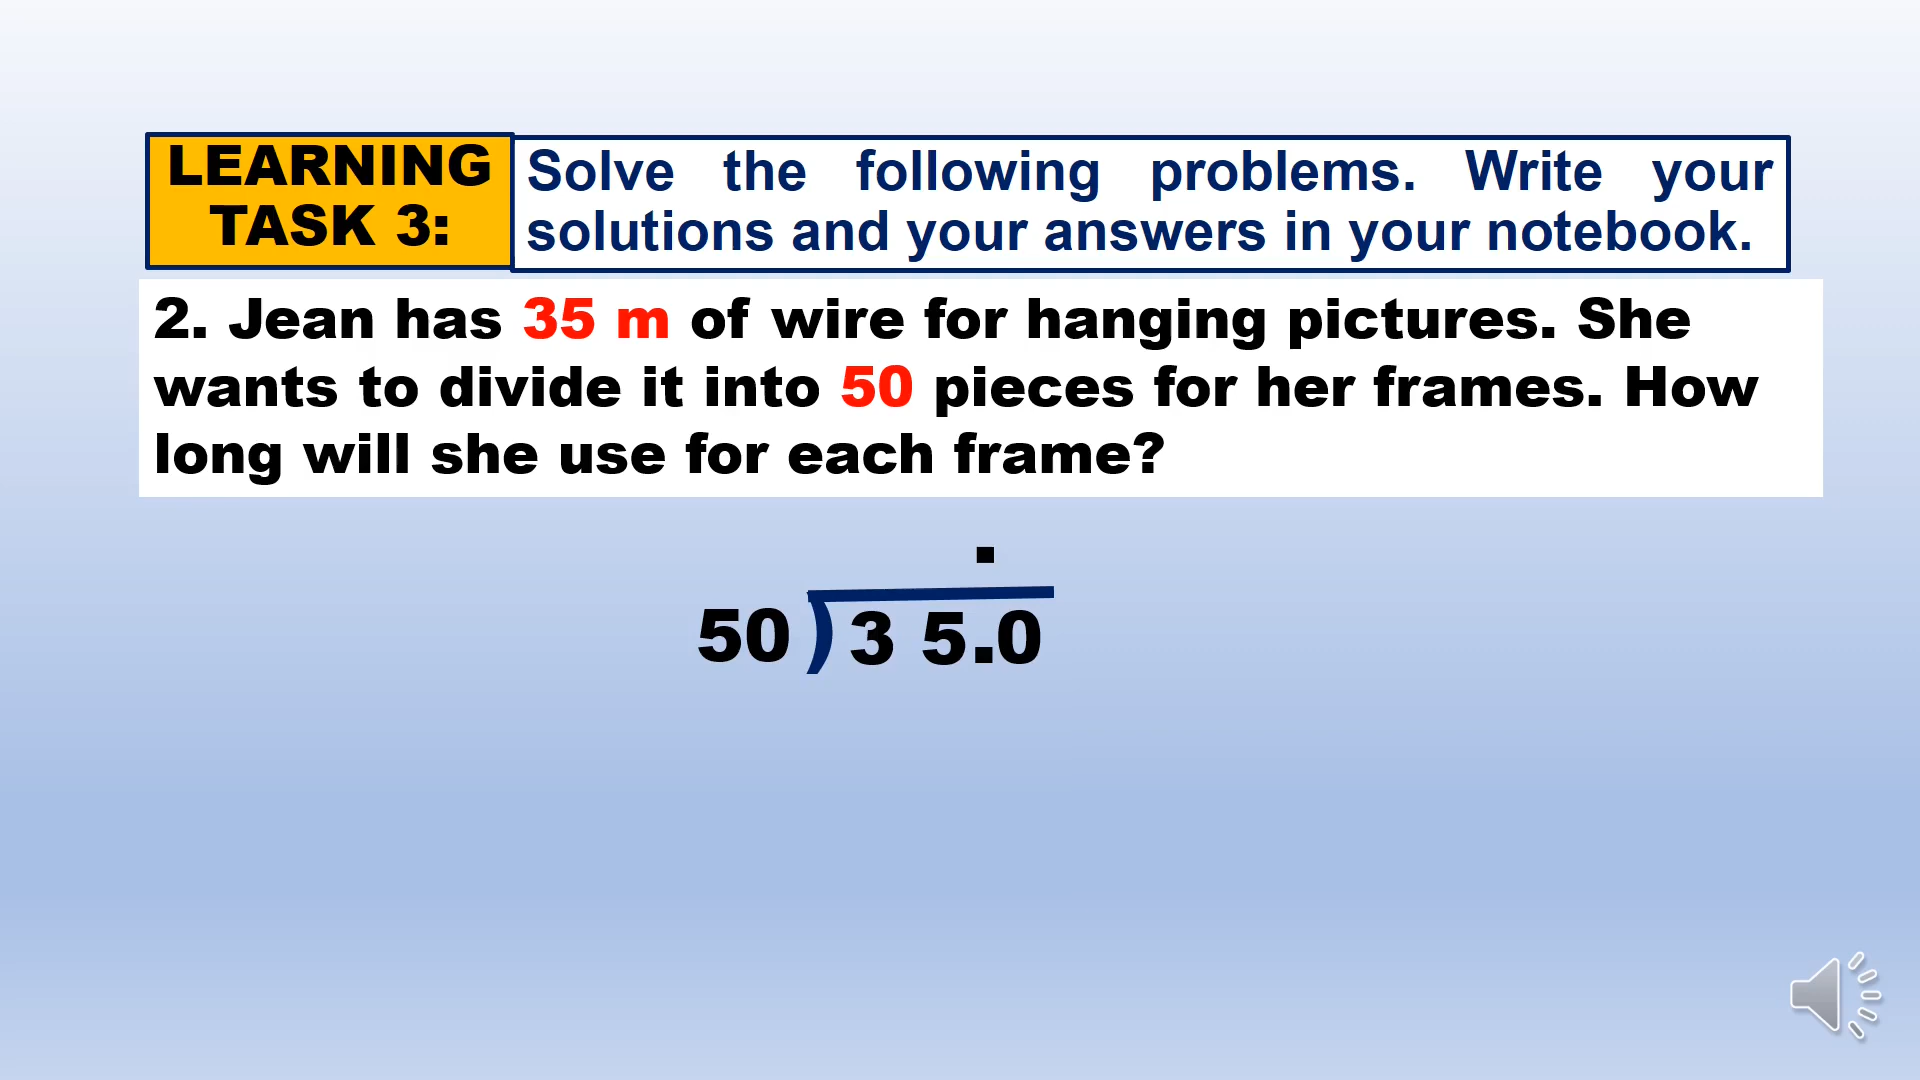 LEARNING
TASK 3:
Solve the following problems. Write your
solutions and your answers in your notebook.
2. Jean has 35 m of wire for hanging pictures. She
wants to divide it into 50 pieces for her frames. How
long will she use for each frame?
.
50 ) 3 5.0